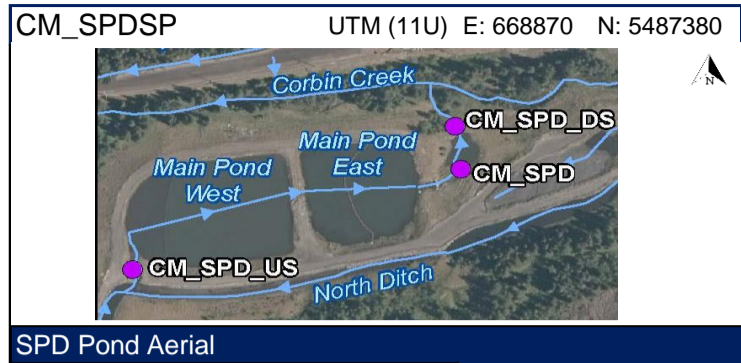 CM_SPDSP UTM (11U) E: 668870 N: 5487380
N
Corbin Creek
CM_SPD_DS
Main Pond East
CM_SPD
Main Pond West
CM_SPD_US
North Ditch
SPD Pond Aerial